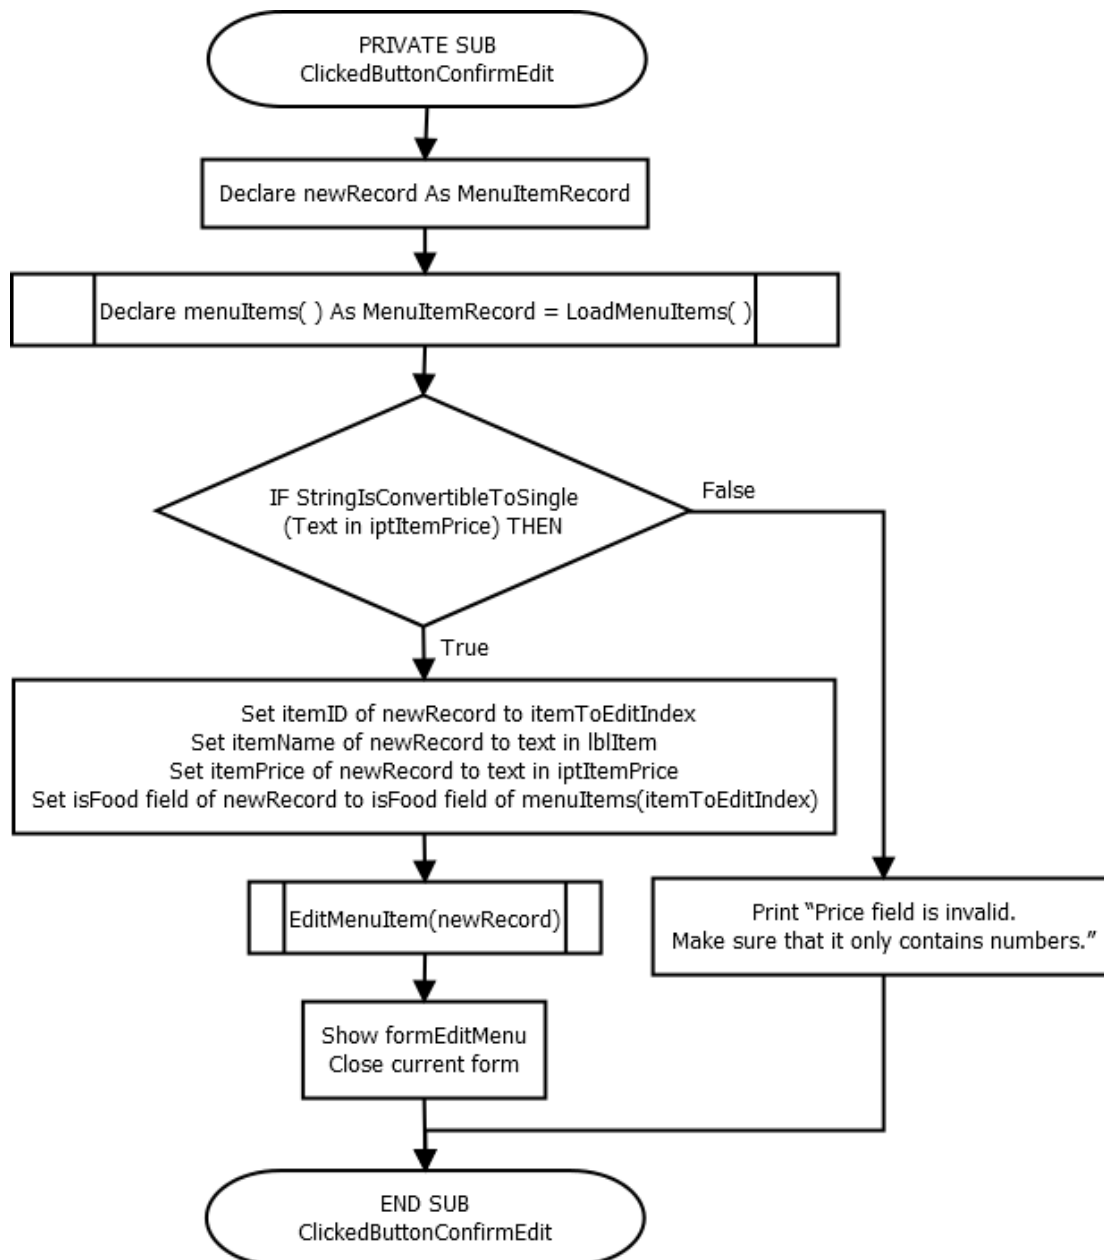 PRIVATE SUB
ClickedButtonConfirmEdit
Declare newRecord As MenuItemRecord
Declare menuItems( ) As MenuItemRecord = LoadMenuItems( )
IF StringIsConvertibleToSingle
(Text in iptItemPrice) THEN
False
True
Set itemID of newRecord to itemToEditIndex
Set itemName of newRecord to text in lblItem
Set itemPrice of newRecord to text in iptItemPrice
Set isFood field of newRecord to isFood field of menuItems(itemToEditIndex)
EditMenuItem(newRecord)
Print “Price field is invalid.
Make sure that it only contains numbers.”
Show formEditMenu
Close current form
END SUB
ClickedButtonConfirmEdit